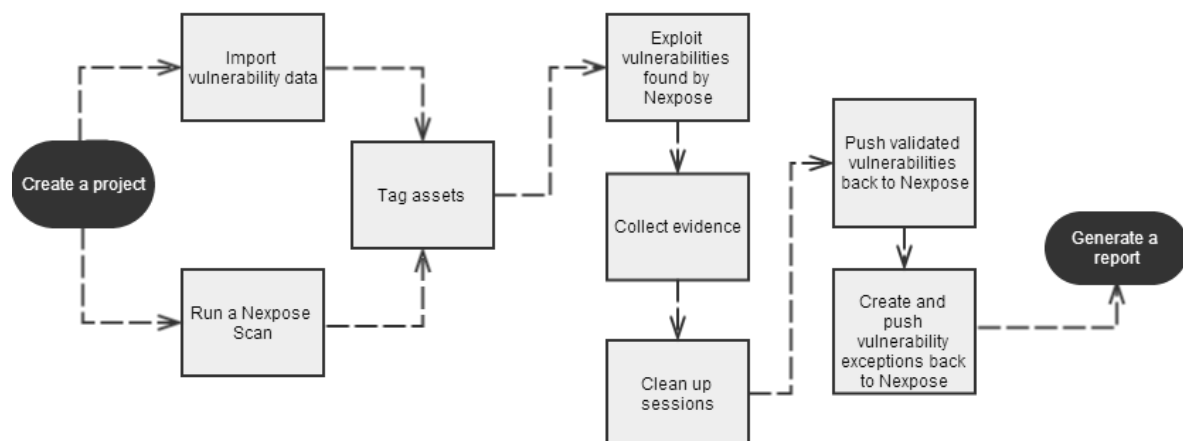 Create a project
Import
vulnerability data
Run a Nexpose
Scan
Tag assets
Exploit
vulnerabilities
found by
Nexpose
Collect evidence
Clean up
sessions
Push validated
vulnerabilities
back to Nexpose
Create and
push
vulnerability
exceptions back
to Nexpose
Generate a
report